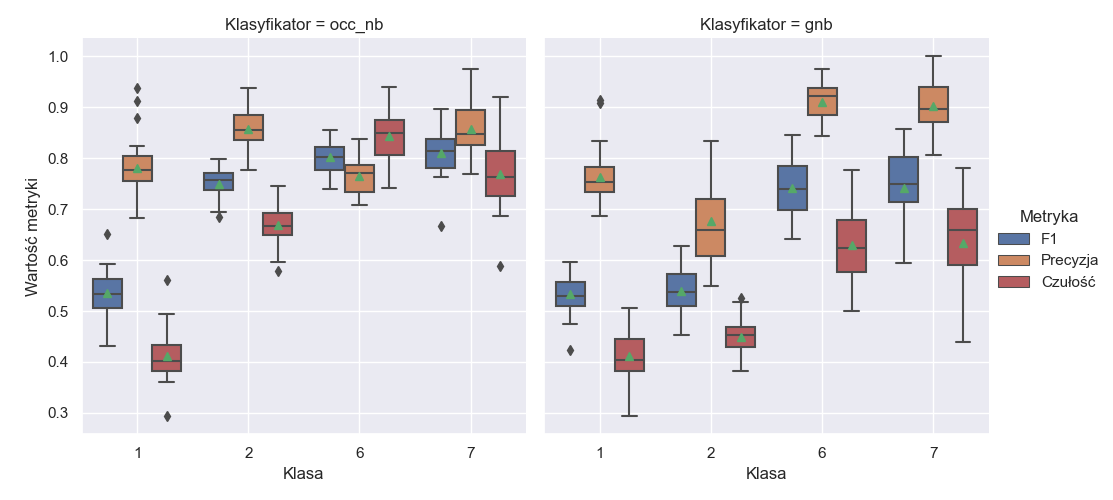 Klasyfikator = occ_nb
Klasyfikator = gnb
Wartość metryki
1.0
0.9
0.8
0.7
0.6
0.5
0.4
0.3
1 2 6 7
1 2 6 7
Klasa
Klasa
Metryka
F1
Precyzja
Czułość